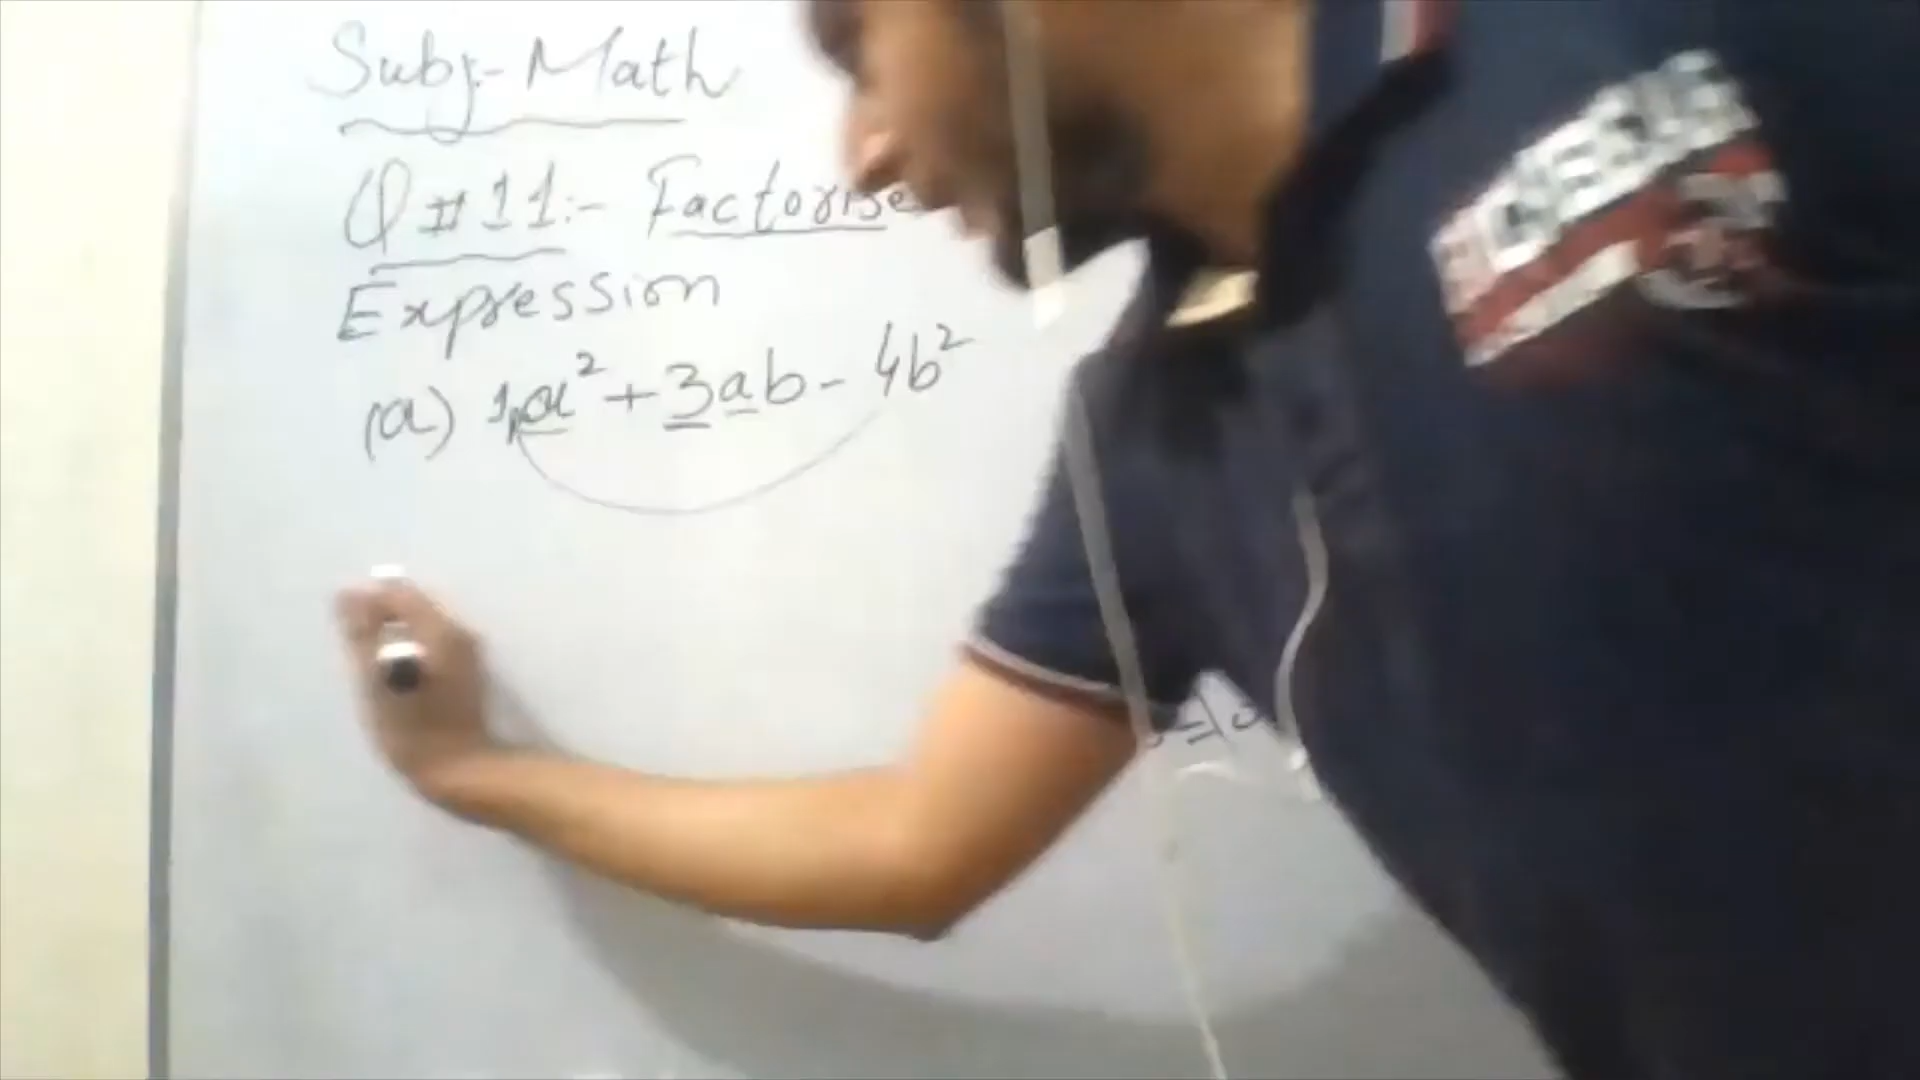 Subj:- Math
Q#11:- Factorise
Expression
(a) 1a² + 3ab - 4b²